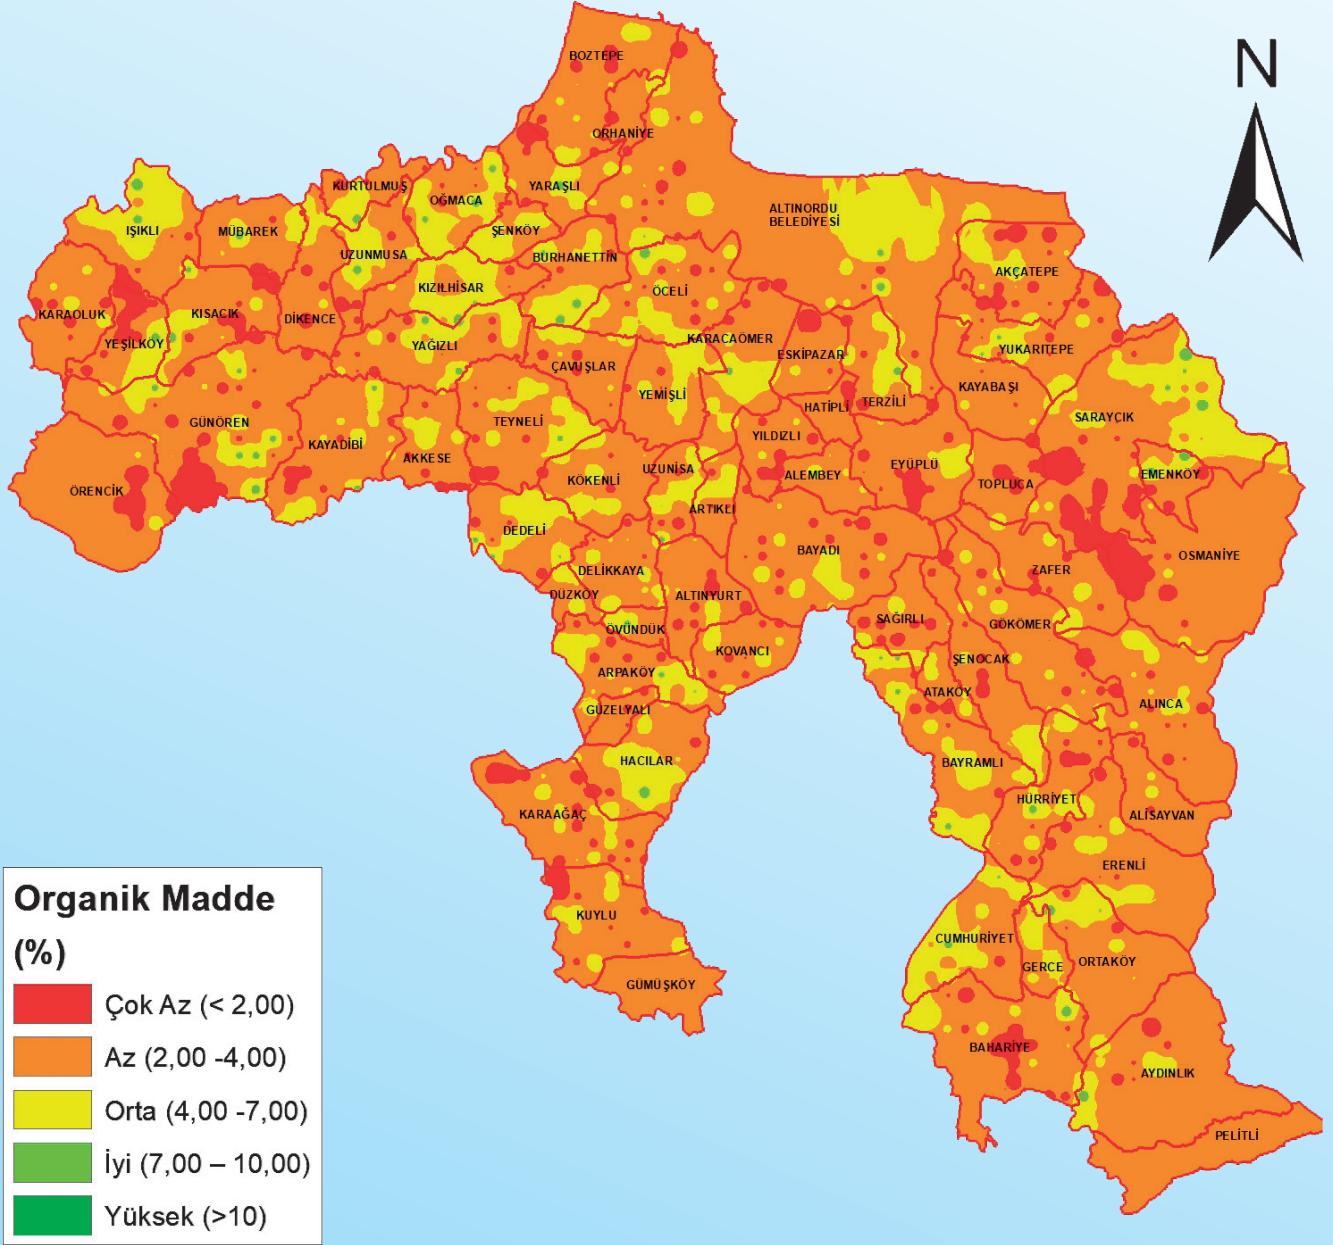 N
BOZTEPE
ORHANİYE
KURTULMUŞ
OĞMACA
YARAŞLI
ALTINORDU
BELEDİYESİ
IŞIKLI
MÜBAREK
ŞENKÖY
UZUNMUSA
BURHANETTİN
AKÇATEPE
KIZILHİSAR
ÖCELİ
KARAOLUK
KISACIK
DİKENCE
YEŞİLKÖY
YAĞIZLI
KARACAÖMER
ESKİPAZAR
YUKARITEPE
ÇAVUŞLAR
KAYABAŞI
YEMİŞLİ
HATİPLİ
TERZİLİ
SARAYCIK
GÜNÖREN
TEYNELİ
YILDIZLI
KAYADİBİ
AKKESE
UZUNİSA
EYÜPLÜ
ALEMBEY
EMENKÖY
KÖKENLİ
TOPLUCA
ÖRENCİK
ARTIKLI
DEDELİ
BAYADI
OSMANİYE
DELİKKAYA
ZAFER
DÜZKÖY
ALTINYURT
SAĞIRLI
GÖKÖMER
ÖVÜNDÜK
KOVANCI
ŞENOCAK
ARPAKÖY
ATAKÖY
ALINCA
GÜZELYALI
HACILAR
BAYRAMLI
HÜRRİYET
KARAAĞAÇ
ALİSAYVAN
ERENLİ
KUYLU
CUMHURİYET
GERCE
ORTAKÖY
GÜMÜŞKÖY
BAHARİYE
AYDINLIK
PELİTLİ
Organik Madde
(%)
Çok Az (< 2,00)
Az (2,00 -4,00)
Orta (4,00 -7,00)
İyi (7,00 – 10,00)
Yüksek (>10)